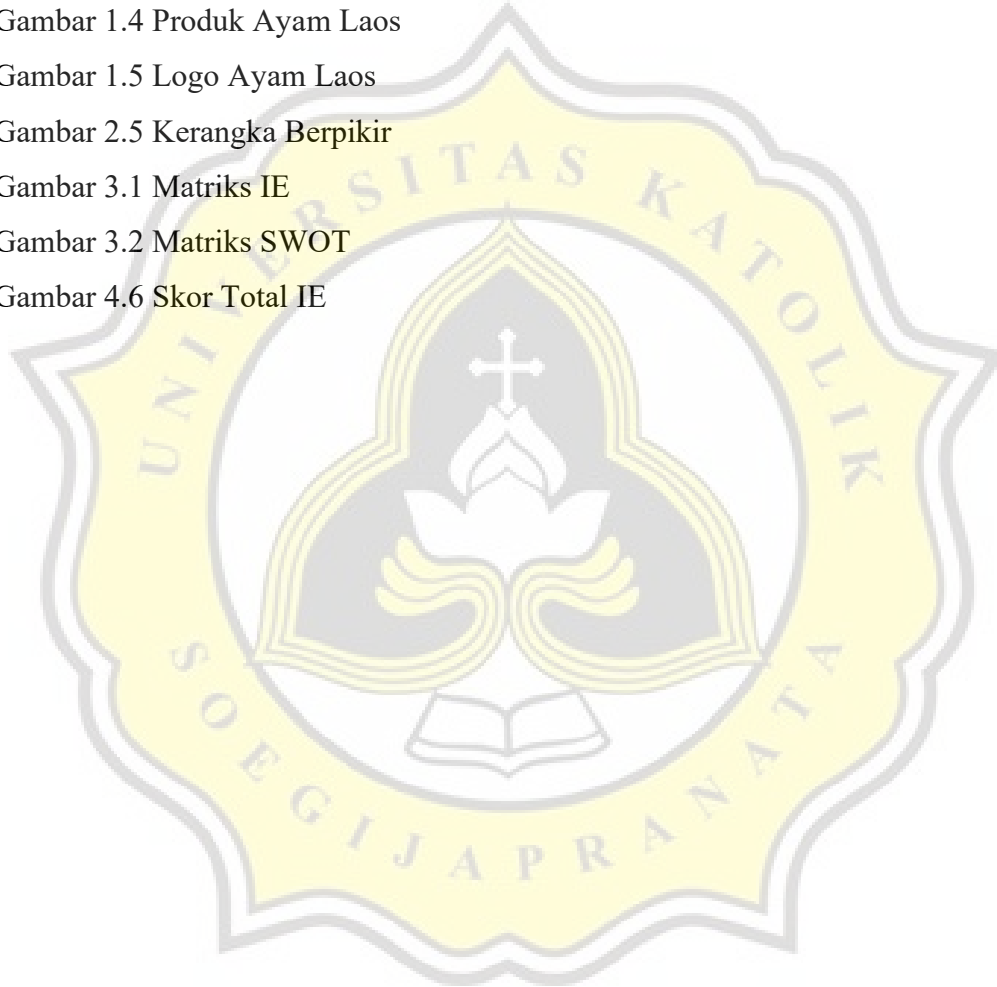 Gambar 1.4 Produk Ayam Laos
Gambar 1.5 Logo Ayam Laos
Gambar 2.5 Kerangka Berpikir
Gambar 3.1 Matriks IE
Gambar 3.2 Matriks SWOT
Gambar 4.6 Skor Total IE
UNIVERSITAS KATOLIK
SOEGIJAPRANATA